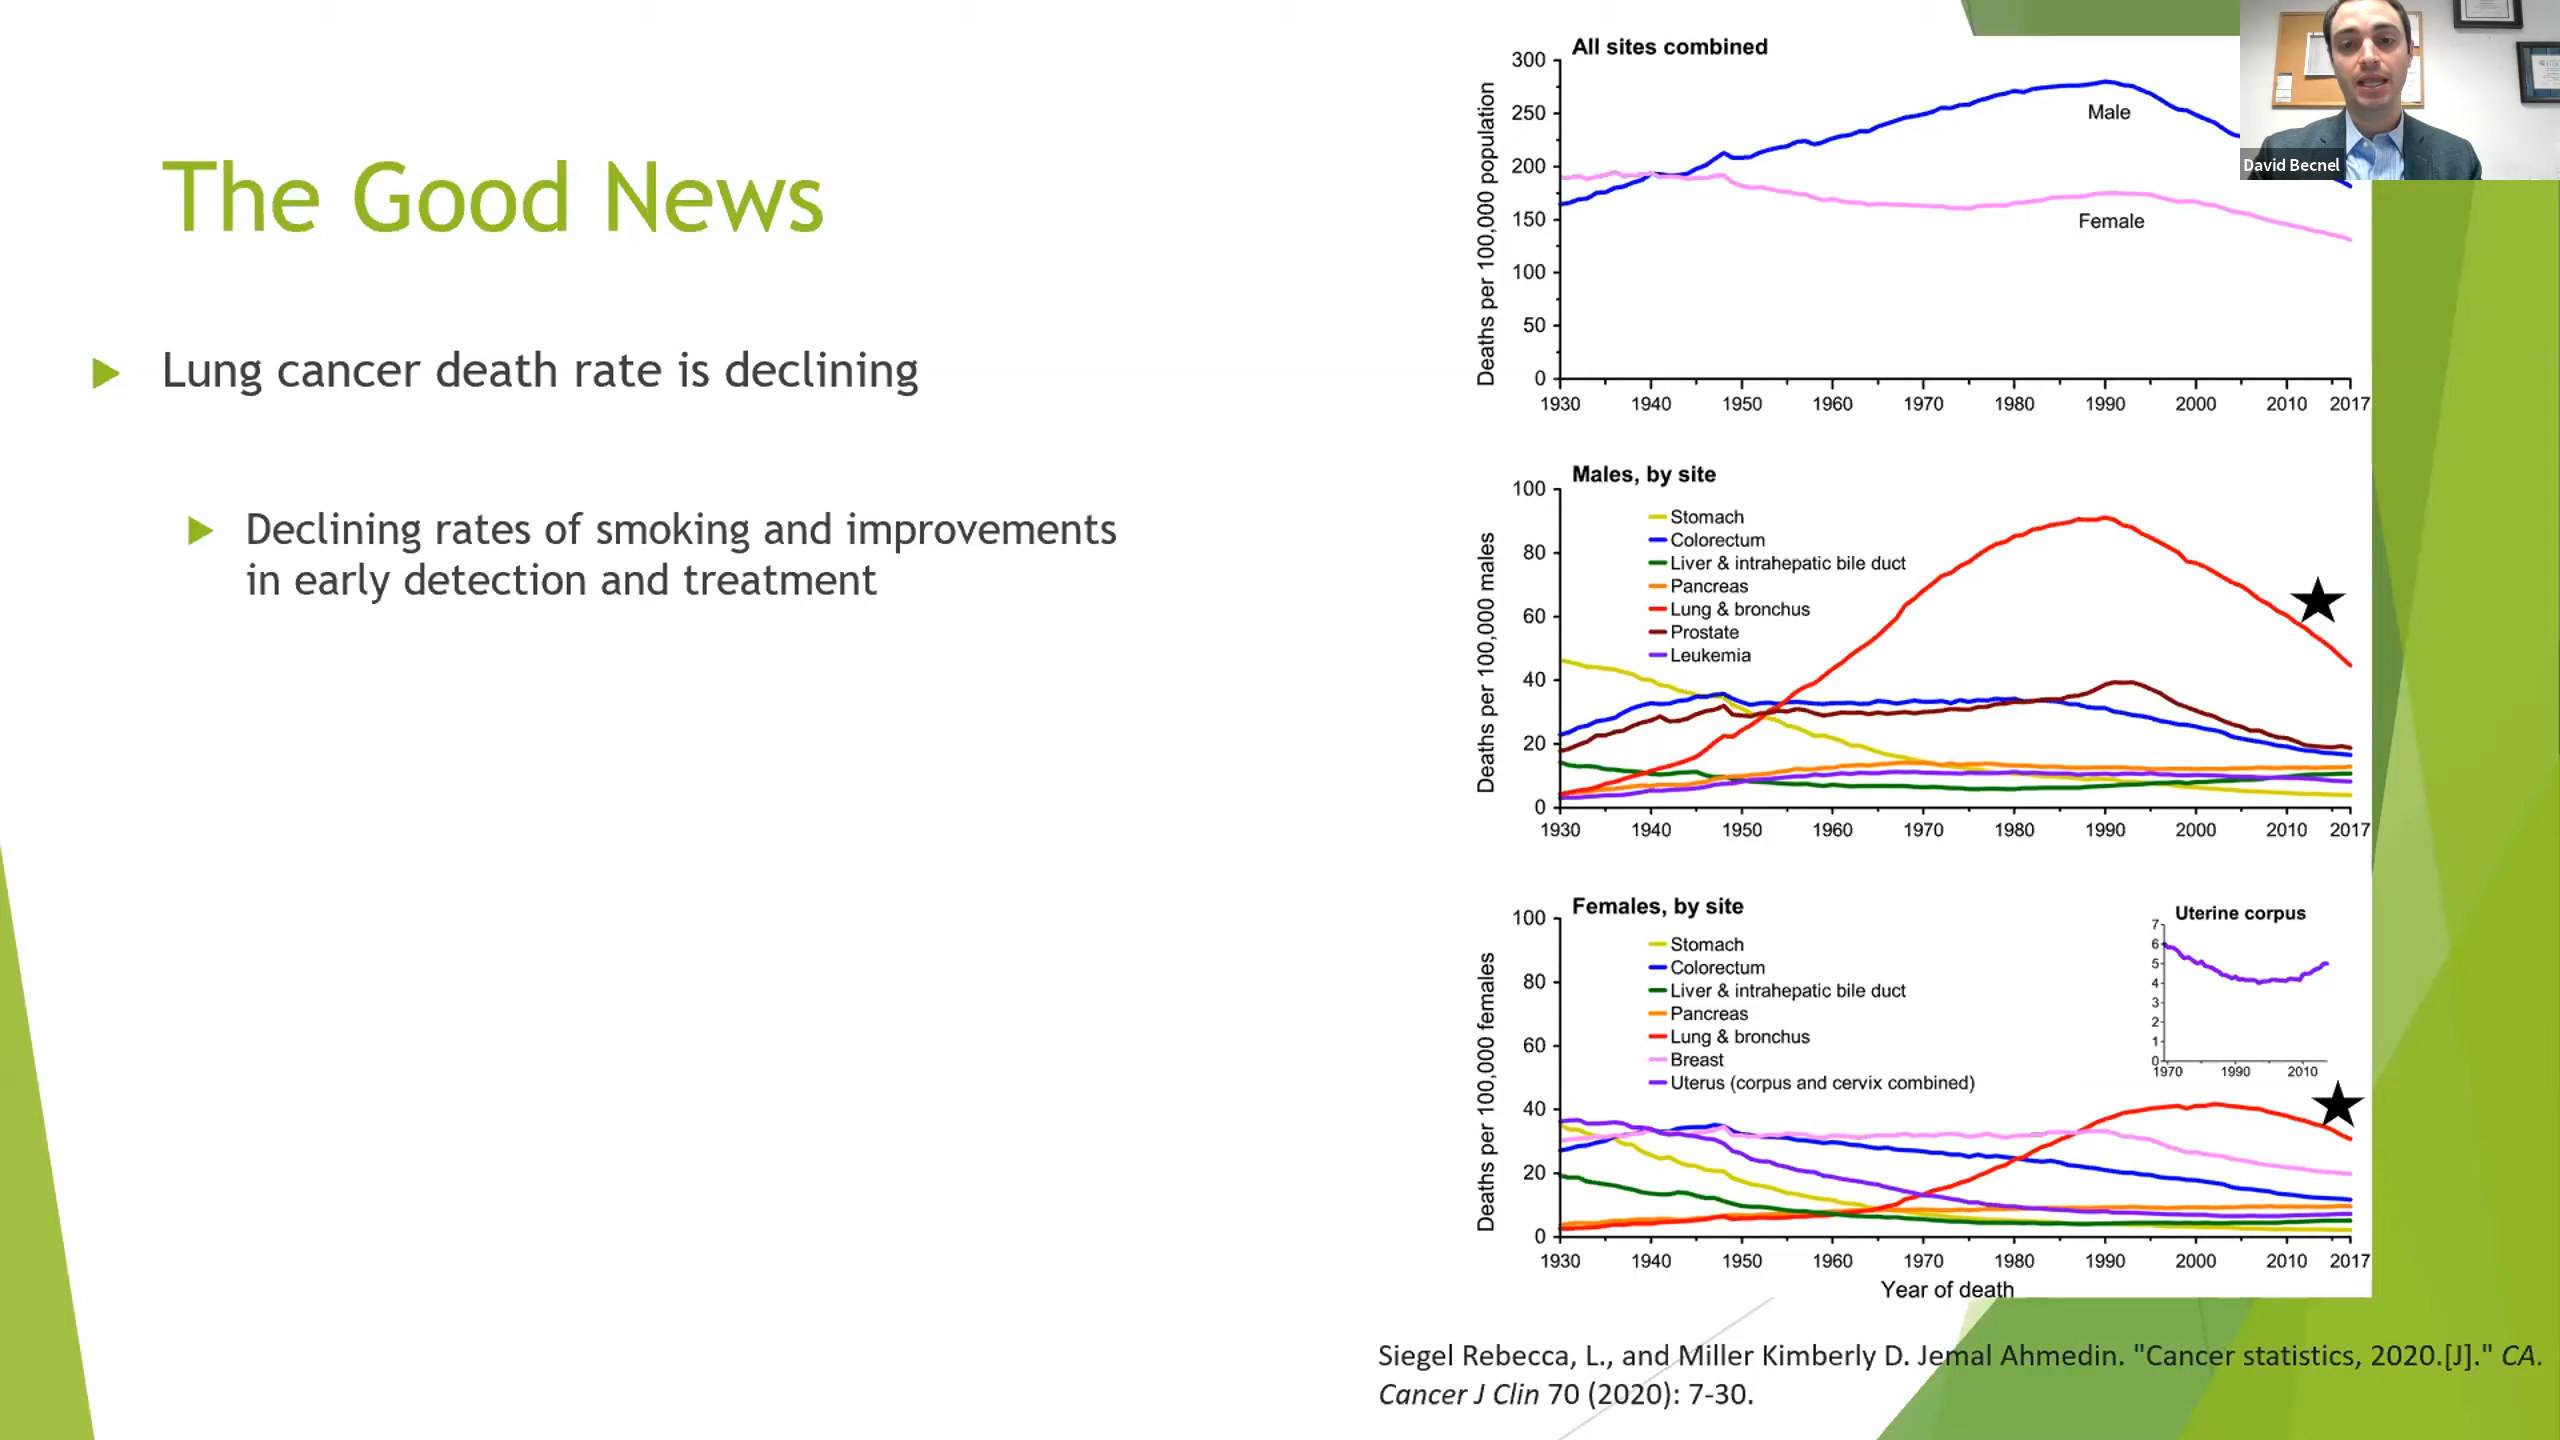 The Good News
Lung cancer death rate is declining
Declining rates of smoking and improvements
in early detection and treatment
All sites combined
Deaths per 100,000 population
300
250
200
150
100
50
0
Male
Female
1930 1940 1950 1960 1970 1980 1990 2000 2010 2017
David Becnel
Males, by site
Deaths per 100,000 males
100
80
60
40
20
0
Stomach
Colorectum
Liver & intrahepatic bile duct
Pancreas
Lung & bronchus
Prostate
Leukemia
1930 1940 1950 1960 1970 1980 1990 2000 2010 2017
Females, by site
Deaths per 100,000 females
100
80
60
40
20
0
Stomach
Colorectum
Liver & intrahepatic bile duct
Pancreas
Lung & bronchus
Breast
Uterus (corpus and cervix combined)
Uterine corpus
7
6
5
4
3
2
1
0
1970 1990 2010
1930 1940 1950 1960 1970 1980 1990 2000 2010 2017
Year of death
Siegel Rebecca, L., and Miller Kimberly D. Jemal Ahmedin. "Cancer statistics, 2020.[J]." CA.
Cancer J Clin 70 (2020): 7-30.